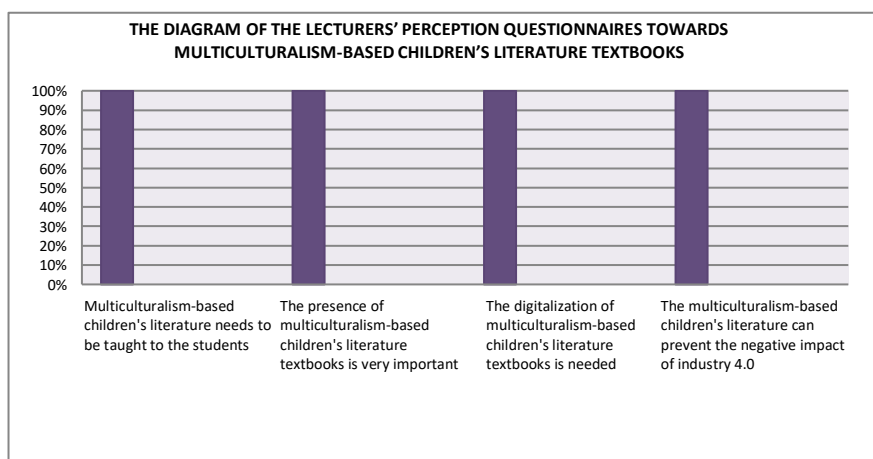 THE DIAGRAM OF THE LECTURERS' PERCEPTION QUESTIONNAIRES TOWARDS
MULTICULTURALISM-BASED CHILDREN'S LITERATURE TEXTBOOKS
100%
90%
80%
70%
60%
50%
40%
30%
20%
10%
0%
Multiculturalism-based
children's literature needs to
be taught to the students
The presence of
multiculturalism-based
children's literature
textbooks is very important
The digitalization of
multiculturalism-based
children's literature
textbooks is needed
The multiculturalism-based
children's literature can
prevent the negative impact
of industry 4.0